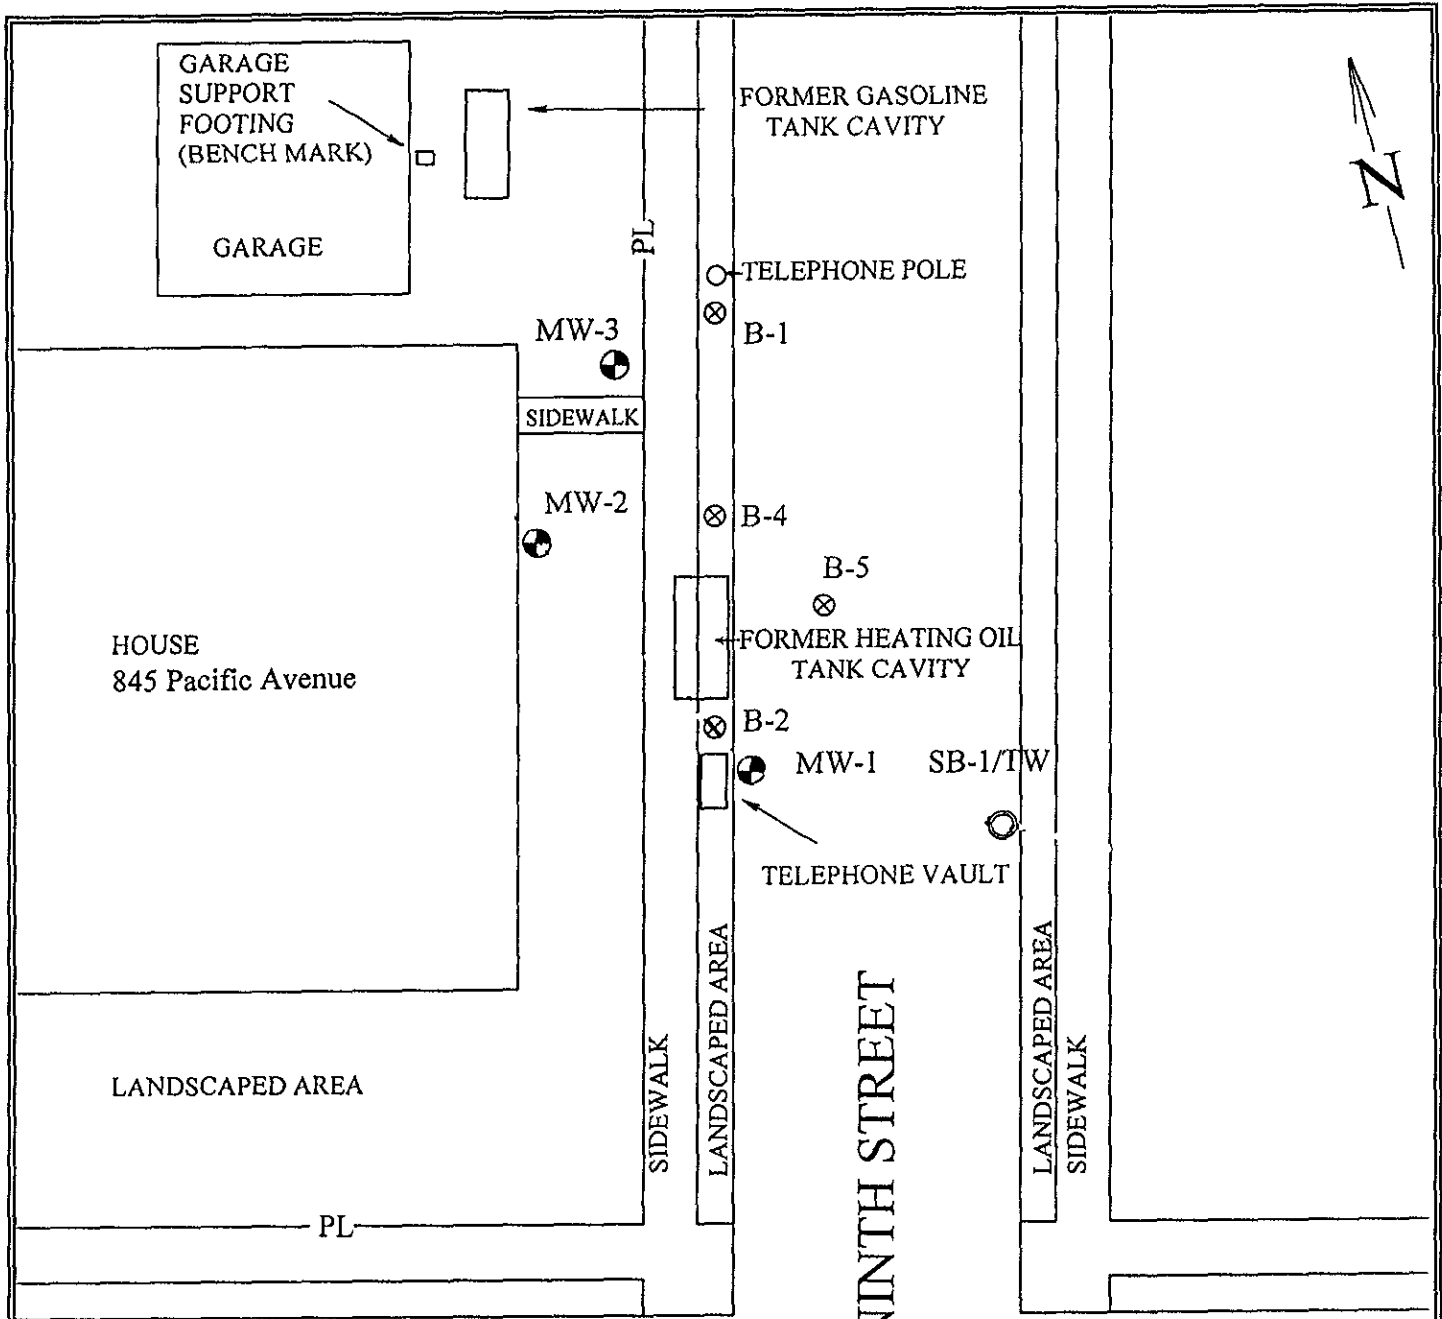 GARAGE
SUPPORT
FOOTING
(BENCH MARK)
GARAGE
FORMER GASOLINE
TANK CAVITY
N
PL
TELEPHONE POLE
B-1
MW-3
SIDEWALK
MW-2
B-4
B-5
HOUSE
845 Pacific Avenue
FORMER HEATING OIL
TANK CAVITY
B-2
MW-1
SB-1/TW
TELEPHONE VAULT
LANDSCAPED AREA
SIDEWALK
LANDSCAPED AREA
NINTH STREET
LANDSCAPED AREA
SIDEWALK
PL